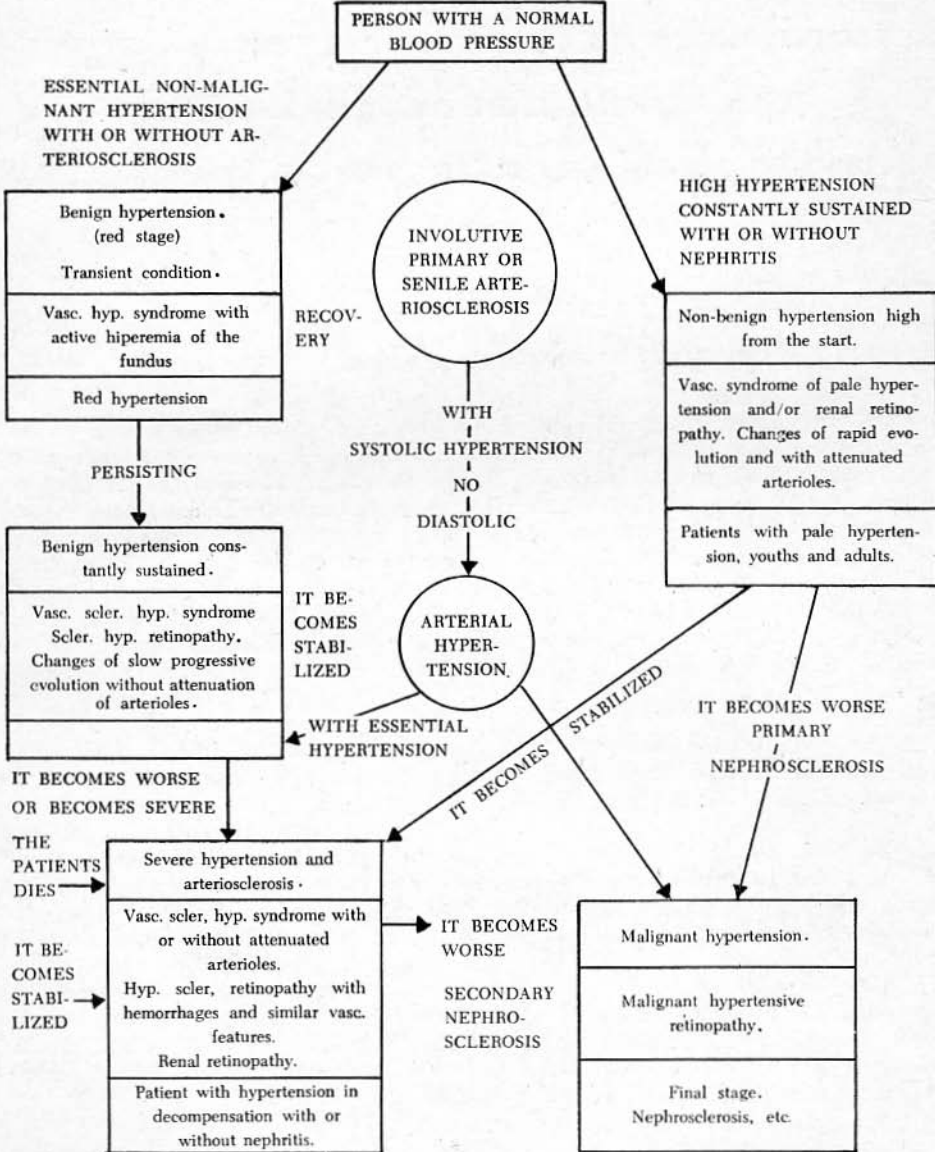 PERSON WITH A NORMAL
BLOOD PRESSURE
ESSENTIAL NON-MALIG-
NANT HYPERTENSION
WITH OR WITHOUT AR-
TERIOSCLEROSIS
Benign hypertension.
(red stage)
Transient condition.
Vasc. hyp. syndrome with
active hiperemia of the
fundus
Red hypertension
RECOV-
ERY
INVOLUTIVE
PRIMARY OR
SENILE ARTE-
RIOSCLEROSIS
HIGH HYPERTENSION
CONSTANTLY SUSTAINED
WITH OR WITHOUT
NEPHRITIS
Non-benign hypertension high
from the start.
Vasc. syndrome of pale hyper-
tension and/or renal retino-
pathy. Changes of rapid evo-
lution and with attenuated
arterioles.
Patients with pale hyperten-
sion, youths and adults.
WITH
SYSTOLIC HYPERTENSION
NO
DIASTOLIC
PERSISTING
Benign hypertension cons-
tantly sustained.
Vasc. scler. hyp. syndrome
Scler. hyp. retinopathy.
Changes of slow progressive
evolution without attenuation
of arterioles.
IT BE-
COMES
STABI-
LIZED
ARTERIAL
HYPER-
TENSION.
WITH ESSENTIAL
HYPERTENSION
IT BECOMES STABILIZED
IT BECOMES WORSE
PRIMARY
NEPHROSCLEROSIS
IT BECOMES WORSE
OR BECOMES SEVERE
THE
PATIENTS
DIES
IT BE-
COMES
STABI-
LIZED
Severe hypertension and
arteriosclerosis.
Vasc. scler, hyp. syndrome with
or without attenuated
arterioles.
Hyp. scler, retinopathy with
hemorrhages and similar vasc.
features.
Renal retinopathy.
Patient with hypertension in
decompensation with or
without nephritis.
IT BECOMES
WORSE
SECONDARY
NEPHRO-
SCLEROSIS
Malignant hypertension.
Malignant hypertensive
retinopathy.
Final stage.
Nephrosclerosis, etc.